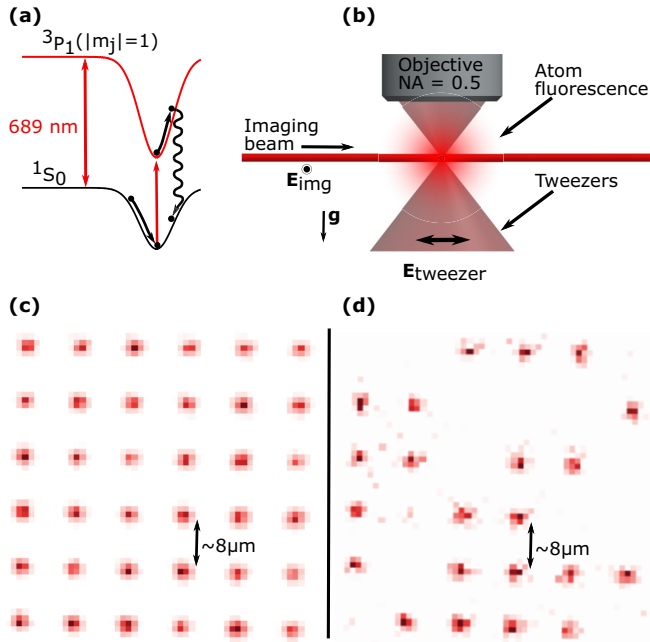 (a)
³P₁(|mⱼ|=1)
689 nm
¹S₀
(b)
Objective
NA = 0.5
Atom
fluorescence
Imaging
beam
E_img
g
Tweezers
E_tweezer
(c)
~8μm
(d)
~8μm